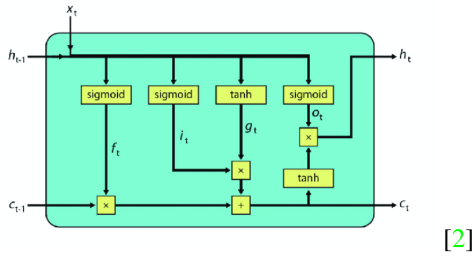 xt
ht-1
ht
sigmoid sigmoid tanh sigmoid
ft
it
gt
ot
×
×
tanh
ct-1
×
+
ct
[2]